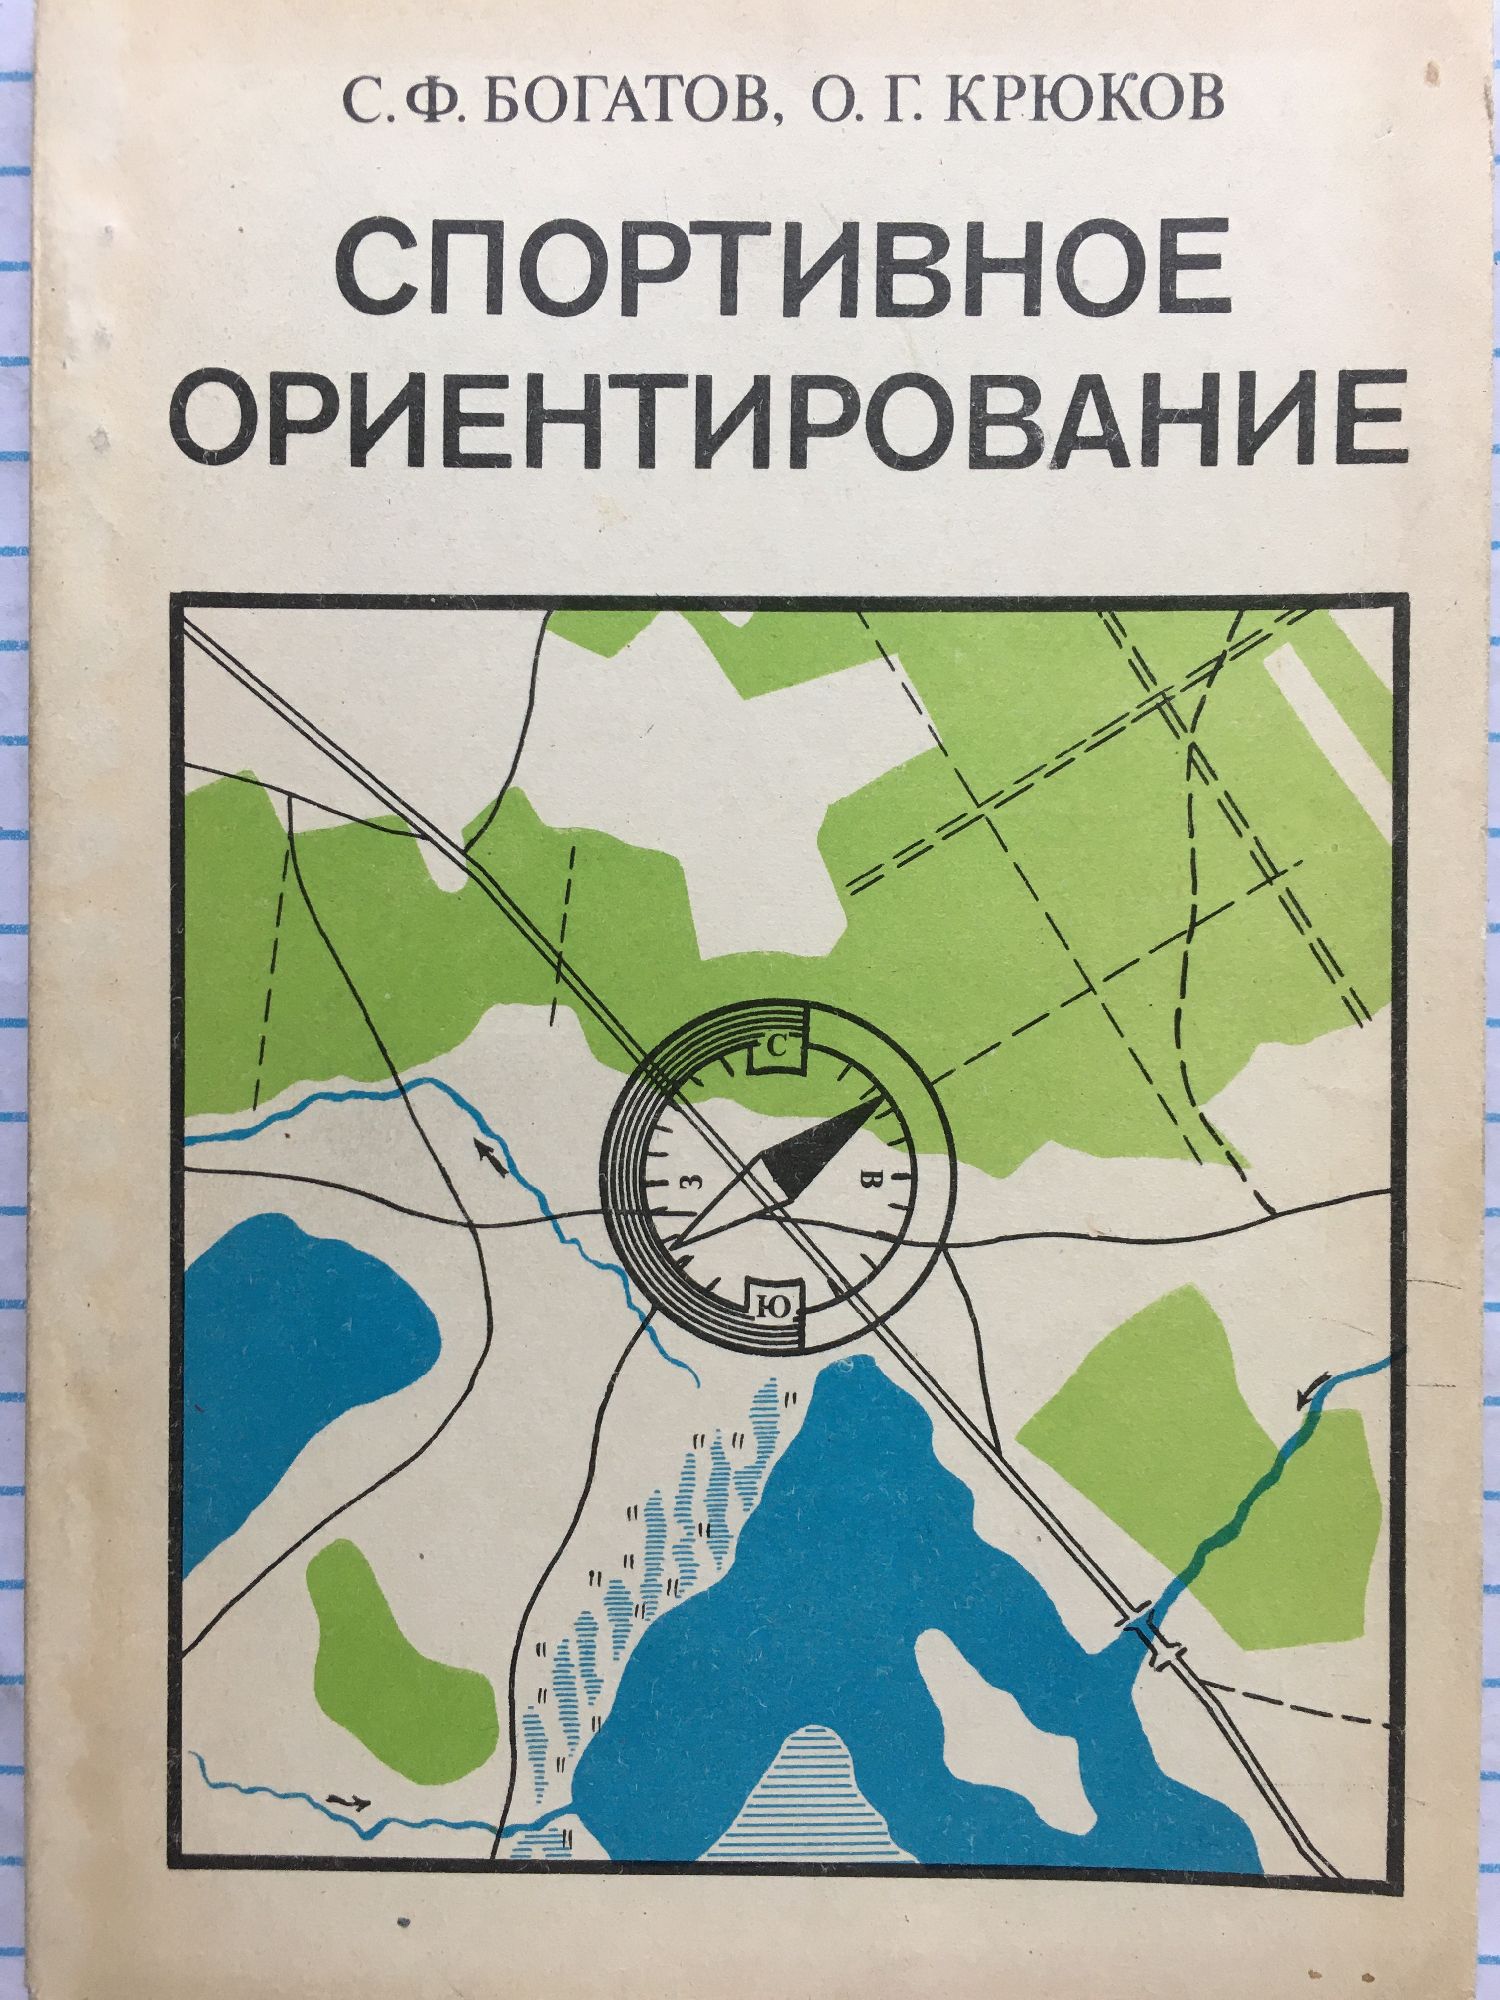 С. Ф. БОГАТОВ, О. Г. КРЮКОВ
СПОРТИВНОЕ
ОРИЕНТИРОВАНИЕ
С
З
В
Ю